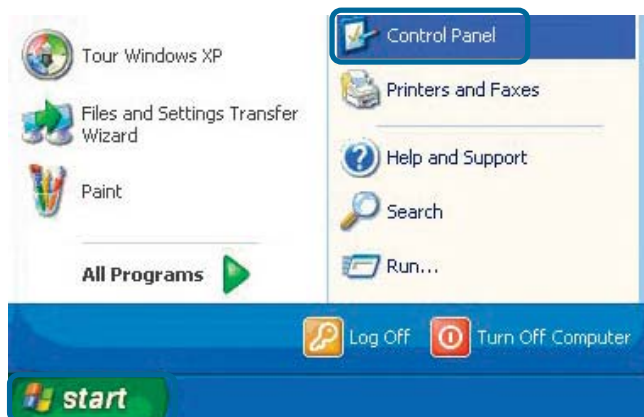 Tour Windows XP
Files and Settings Transfer
Wizard
Paint
All Programs
Control Panel
Printers and Faxes
Help and Support
Search
Run...
Log Off
Turn Off Computer
start